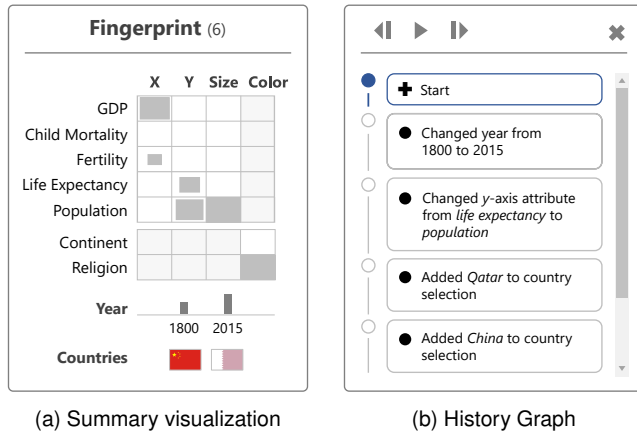 Fingerprint (6)
X Y Size Color
GDP
Child Mortality
Fertility
Life Expectancy
Population
Continent
Religion
Year
1800 2015
Countries
(a) Summary visualization
Start
Changed year from
1800 to 2015
Changed y-axis attribute
from life expectancy to
population
Added Qatar to country
selection
Added China to country
selection
(b) History Graph